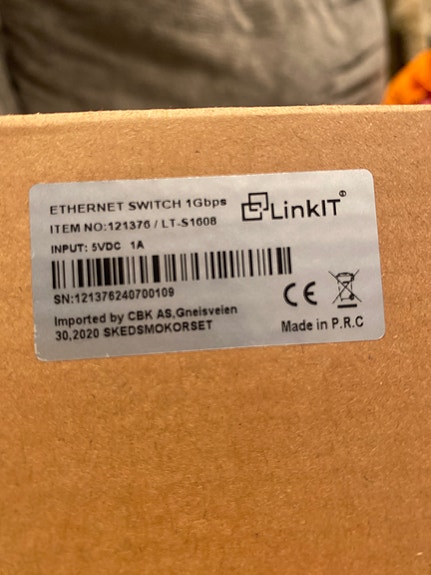 ETHERNET SWITCH 1Gbps
LinkIT®
ITEM NO:121376 / LT-S1608
INPUT: 5VDC 1A
SN:121376240700109
CE
Imported by CBK AS,Gneisveien
30,2020 SKEDSMOKORSET
Made in P.R.C